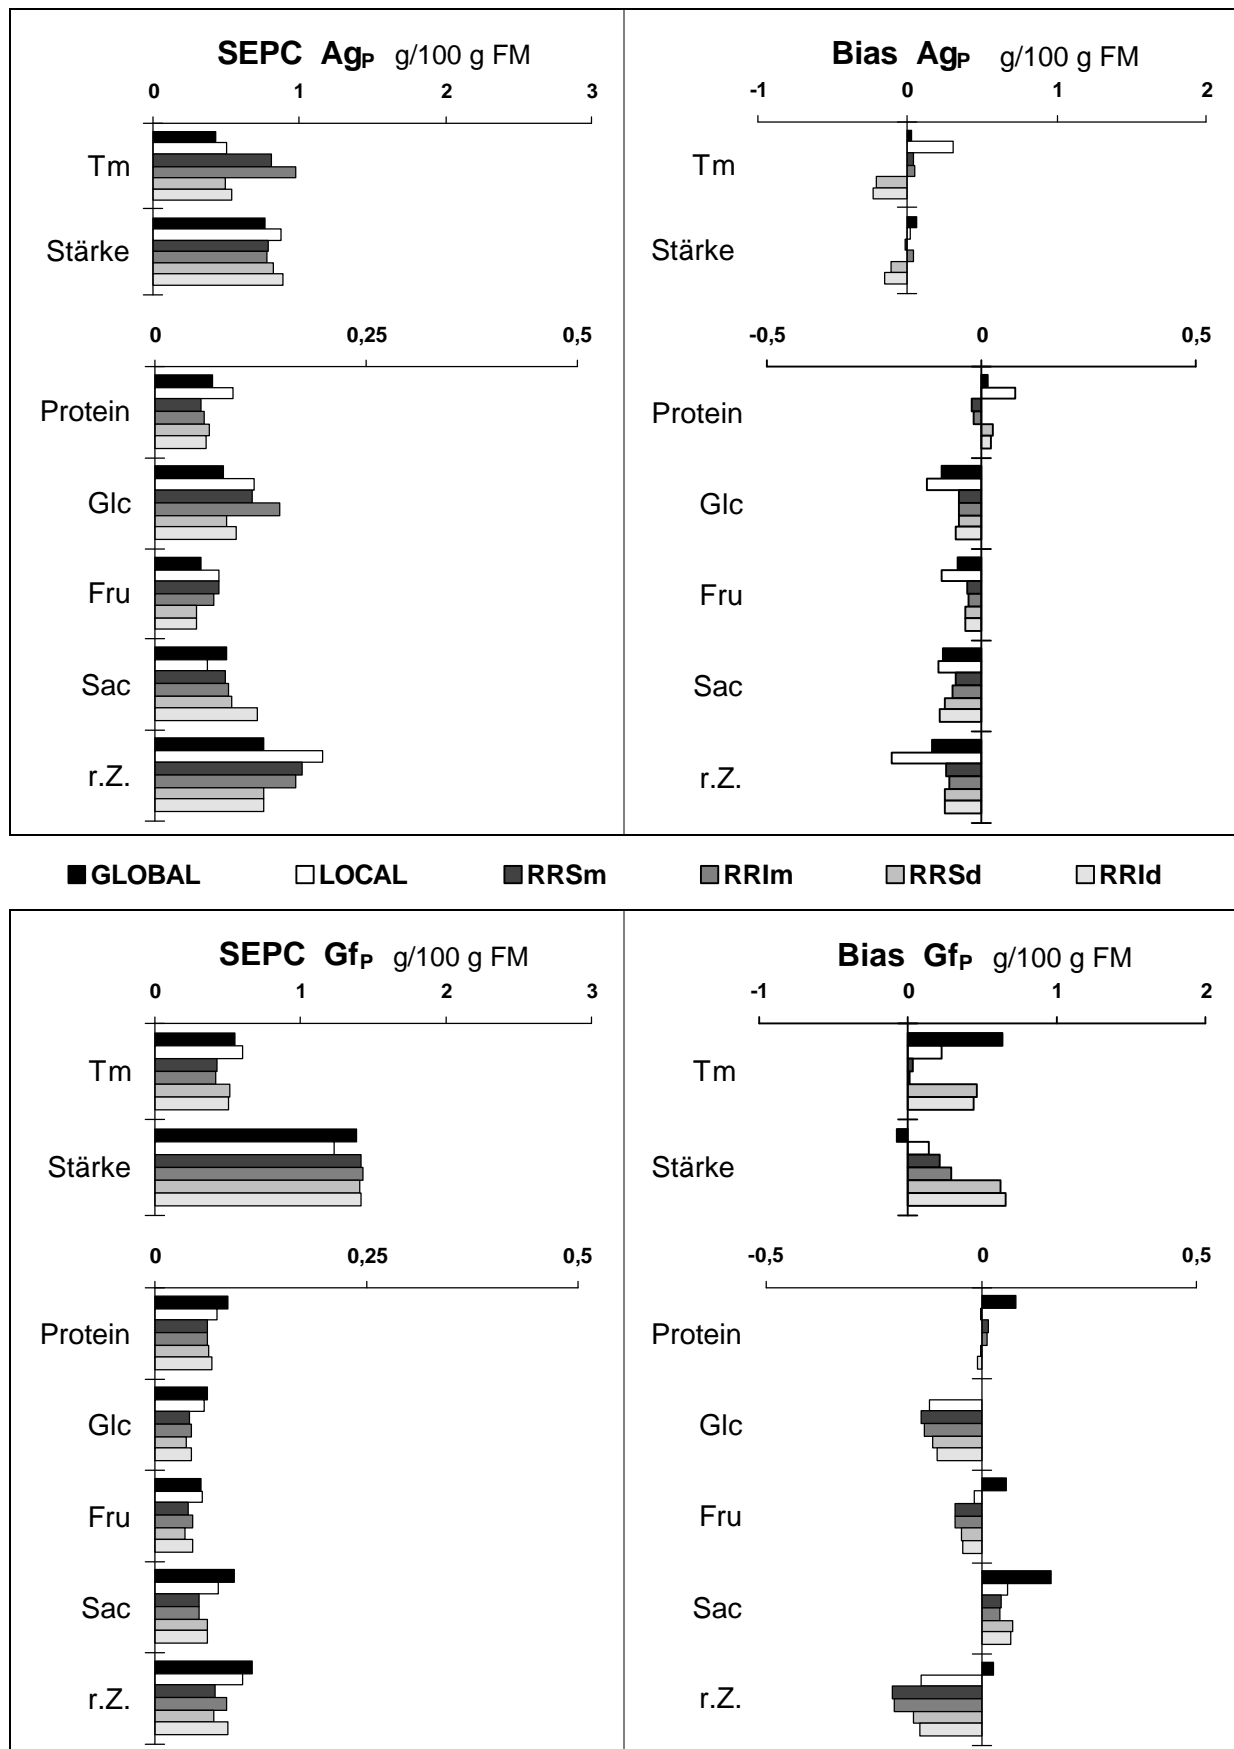 SEPC AgP g/100 g FM
0 1 2 3
Tm
Stärke
0 0,25 0,5
Protein
Glc
Fru
Sac
r.Z.
Bias AgP g/100 g FM
-1 0 1 2
Tm
Stärke
-0,5 0 0,5
Protein
Glc
Fru
Sac
r.Z.
GLOBAL LOCAL RRSm RRIm RRSd RRId
SEPC GfP g/100 g FM
0 1 2 3
Tm
Stärke
0 0,25 0,5
Protein
Glc
Fru
Sac
r.Z.
Bias GfP g/100 g FM
-1 0 1 2
Tm
Stärke
-0,5 0 0,5
Protein
Glc
Fru
Sac
r.Z.